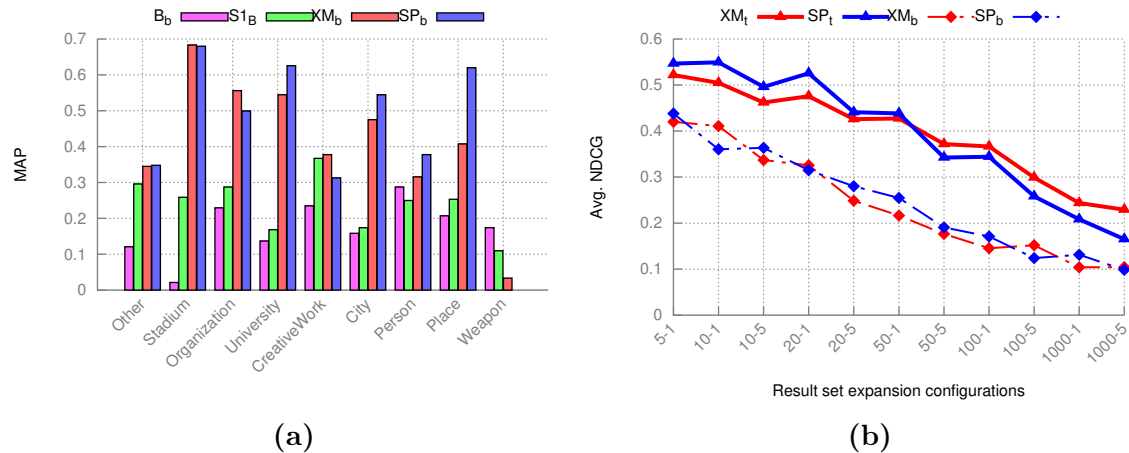 B_b S1_B XM_b SP_b
0.7
0.6
0.5
0.4
0.3
0.2
0.1
0
MAP
Other
Stadium
Organization
University
CreativeWork
City
Person
Place
Weapon
(a)
XM_t SP_t XM_b SP_b
0.6
0.5
0.4
0.3
0.2
0.1
0
Avg. NDCG
5-1
10-1
10-5
20-1
20-5
50-1
50-5
100-1
100-5
1000-1
1000-5
Result set expansion configurations
(b)